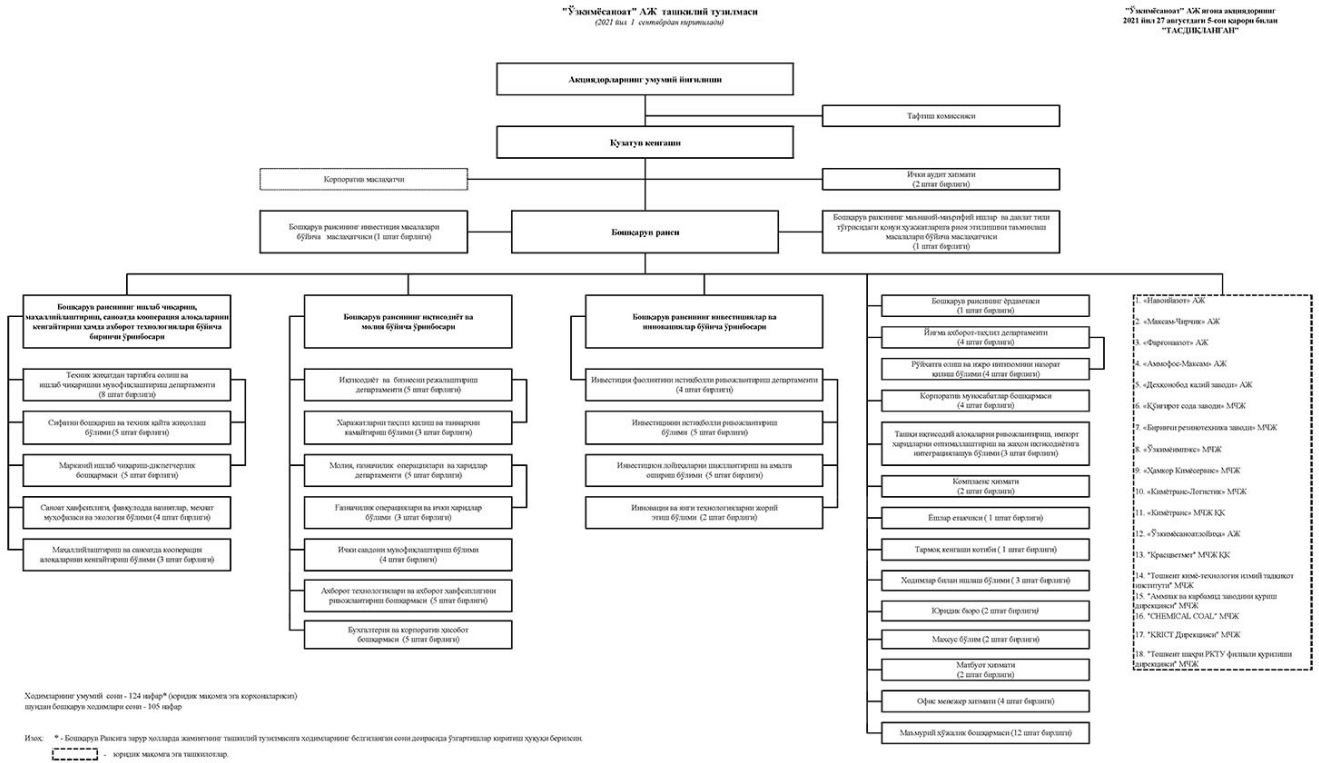 "Ўзкимёсаноат" АЖ ташкилий тузилмаси
(2021 йил 1 сентябрдан киритилади)
"Ўзкимёсаноат" АЖ ягона акциядорининг
2021 йил 27 августдаги 5-сон қарори билан
"ТАСДИҚЛАНГАН"
Акциядорларнинг умумий йиғилиши
Тафтиш комиссияси
Кузатув кенгаши
Корпоратив маслаҳатчи
Ички аудит хизмати
(2 штат бирлиги)
Бошқарув раисининг инвестиция масалалари
бўйича маслаҳатчиси (1 штат бирлиги)
Бошқарув раиси
Бошқарув раисининг маънавий-маърифий ишлар ва давлат тили
тўғрисидаги қонун ҳужжатларига риоя этилишини таъминлаш
масалалари бўйича маслаҳатчиси
(1 штат бирлиги)
Бошқарув раисининг ишлаб чиқариш,
маҳаллийлаштириш, саноатда кооперация алоқаларини
кенгайтириш ҳамда ахборот технологиялари бўйича
биринчи ўринбосари
Техник жиҳатдан тартибга солиш ва
ишлаб чиқаришни мувофиқлаштириш департаменти
(8 штат бирлиги)
Сифатни бошқариш ва техник қайта жиҳозлаш
бўлими (5 штат бирлиги)
Марказий ишлаб чиқариш-диспетчерлик
бошқармаси (5 штат бирлиги)
Саноат хавфсизлиги, фавқулодда вазиятлар, меҳнат
муҳофазаси ва экология бўлими (4 штат бирлиги)
Маҳаллийлаштириш ва саноатда кооперация
алоқаларини кенгайтириш бўлими (3 штат бирлиги)
Бошқарув раисининг иқтисодиёт ва
молия бўйича ўринбосари
Иқтисодиёт ва бизнесни режалаштириш
департаменти (5 штат бирлиги)
Харажатларни таҳлил қилиш ва таннархни
камайтириш бўлими (3 штат бирлиги)
Молия, ғазначилик операциялари ва харидлар
департаменти (5 штат бирлиги)
Ғазначилик операциялари ва ички харидлар
бўлими (3 штат бирлиги)
Ички савдони мувофиқлаштириш бўлими
(4 штат бирлиги)
Ахборот технологиялари ва ахборот хавфсизлигини
ривожлантириш бошқармаси (5 штат бирлиги)
Бухгалтерия ва корпоратив ҳисобот
бошқармаси (5 штат бирлиги)
Бошқарув раисининг инвестициялар ва
инновациялар бўйича ўринбосари
Инвестиция фаолиятини истиқболли ривожлантириш департаменти
(4 штат бирлиги)
Инвестицияни истиқболли ривожлантириш
бўлими (5 штат бирлиги)
Инвестицион лойиҳаларни шакллантириш ва амалга
ошириш бўлими (5 штат бирлиги)
Инновация ва янги технологияларни жорий
этиш бўлими (2 штат бирлиги)
Бошқарув раисининг ёрдамчиси
(1 штат бирлиги)
Йиғма ахборот-таҳлил департаменти
(4 штат бирлиги)
Рўйхатга олиш ва ижро интизомини назорат
қилиш бўлими (4 штат бирлиги)
Корпоратив муносабатлар бошқармаси
(4 штат бирлиги)
Ташқи иқтисодий алоқаларни ривожлантириш, импорт
харидларни оптималлаштириш ва жаҳон иқтисодиётига
интеграциялашув бўлими (3 штат бирлиги)
Комплаенс хизмати
(2 штат бирлиги)
Ёшлар етакчиси ( 1 штат бирлиги)
Тармоқ кенгаши котиби ( 1 штат бирлиги)
Ходимлар билан ишлаш бўлими ( 3 штат бирлиги)
Юридик бюро (2 штат бирлиги)
Махсус бўлим (2 штат бирлиги)
Матбуот хизмати
(2 штат бирлиги)
Офис менежер хизмати (4 штат бирлиги)
Маъмурий хўжалик бошқармаси (12 штат бирлиги)
1. «Навоийазот» АЖ
2. «Максам-Чирчиқ» АЖ
3. «Фарғонаазот» АЖ
4. «Аммофос-Максам» АЖ
5. «Деҳқонобод калий заводи» АЖ
6. «Қўнғирот сода заводи» МЧЖ
7. «Биринчи резинотехника заводи» МЧЖ
8. «Ўзкимёимпэкс» МЧЖ
9. «Ҳамкор Кимёсервис» МЧЖ
10. «Кимётранс-Логистик» МЧЖ
11. «Кимётранс» МЧЖ ҚК
12. «Ўзкимёсаноатлойиҳа» АЖ
13. "Красцветмет" МЧЖ ҚК
14. "Тошкент кимё-технология илмий тадқиқот
институти" МЧЖ
15. "Аммиак ва карбамид заводини қуриш
дирекцияси" МЧЖ
16. "CHEMICAL COAL" МЧЖ
17. "KRICT Дирекцияси" МЧЖ
18. "Тошкент шаҳри РКТУ филиали қурилиши
дирекцияси" МЧЖ
Ходимларнинг умумий сони - 124 нафар* (юридик мақомга эга корхоналарисиз)
шундан бошқарув ходимлари сони - 105 нафар
Изоҳ: * - Бошқарув Раисига зарур ҳолларда жамиятнинг ташкилий тузилмасига ходимларнинг белгиланган сони доирасида ўзгартишлар киритиш ҳуқуқи берилсин.
- юридик мақомга эга ташкилотлар.